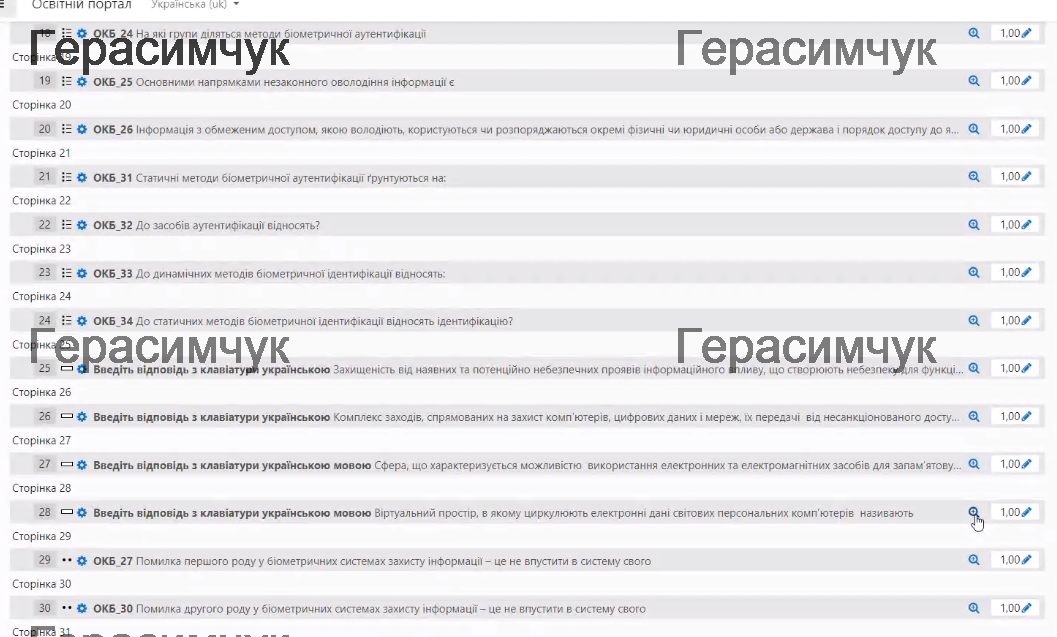 Освітній портал Українська (uk)
18 ОКБ_24 На які групи діляться методи біометричної аутентифікації 1,00
Герасимчук Герасимчук
Сторінка 19
19 ОКБ_25 Основними напрямками незаконного оволодіння інформації є 1,00
Сторінка 20
20 ОКБ_26 Інформація з обмеженим доступом, якою володіють, користуються чи розпоряджаються окремі фізичні чи юридичні особи або держава і порядок доступу до я... 1,00
Сторінка 21
21 ОКБ_31 Статичні методи біометричної аутентифікації ґрунтуються на: 1,00
Сторінка 22
22 ОКБ_32 До засобів аутентифікації відносять? 1,00
Сторінка 23
23 ОКБ_33 До динамічних методів біометричної ідентифікації відносять: 1,00
Сторінка 24
24 ОКБ_34 До статичних методів біометричної ідентифікації відносять ідентифікацію? 1,00
Герасимчук Герасимчук
Сторінка 25
25 Введіть відповідь з клавіатури українською Захищеність від наявних та потенційно небезпечних проявів інформаційного впливу, що створюють небезпеку для функці... 1,00
Сторінка 26
26 Введіть відповідь з клавіатури українською Комплекс заходів, спрямованих на захист комп'ютерів, цифрових даних і мереж, їх передачі від несанкціонованого досту... 1,00
Сторінка 27
27 Введіть відповідь з клавіатури українською мовою Сфера, що характеризується можливістю використання електронних та електромагнітних засобів для запам'ятову... 1,00
Сторінка 28
28 Введіть відповідь з клавіатури українською мовою Віртуальний простір, в якому циркулюють електронні дані світових персональних комп'ютерів називають 1,00
Сторінка 29
29 ОКБ_27 Помилка першого роду у біометричних системах захисту інформації – це не впустити в систему свого 1,00
Сторінка 30
30 ОКБ_30 Помилка другого роду у біометричних системах захисту інформації – це не впустити в систему свого 1,00
Сторінка 31